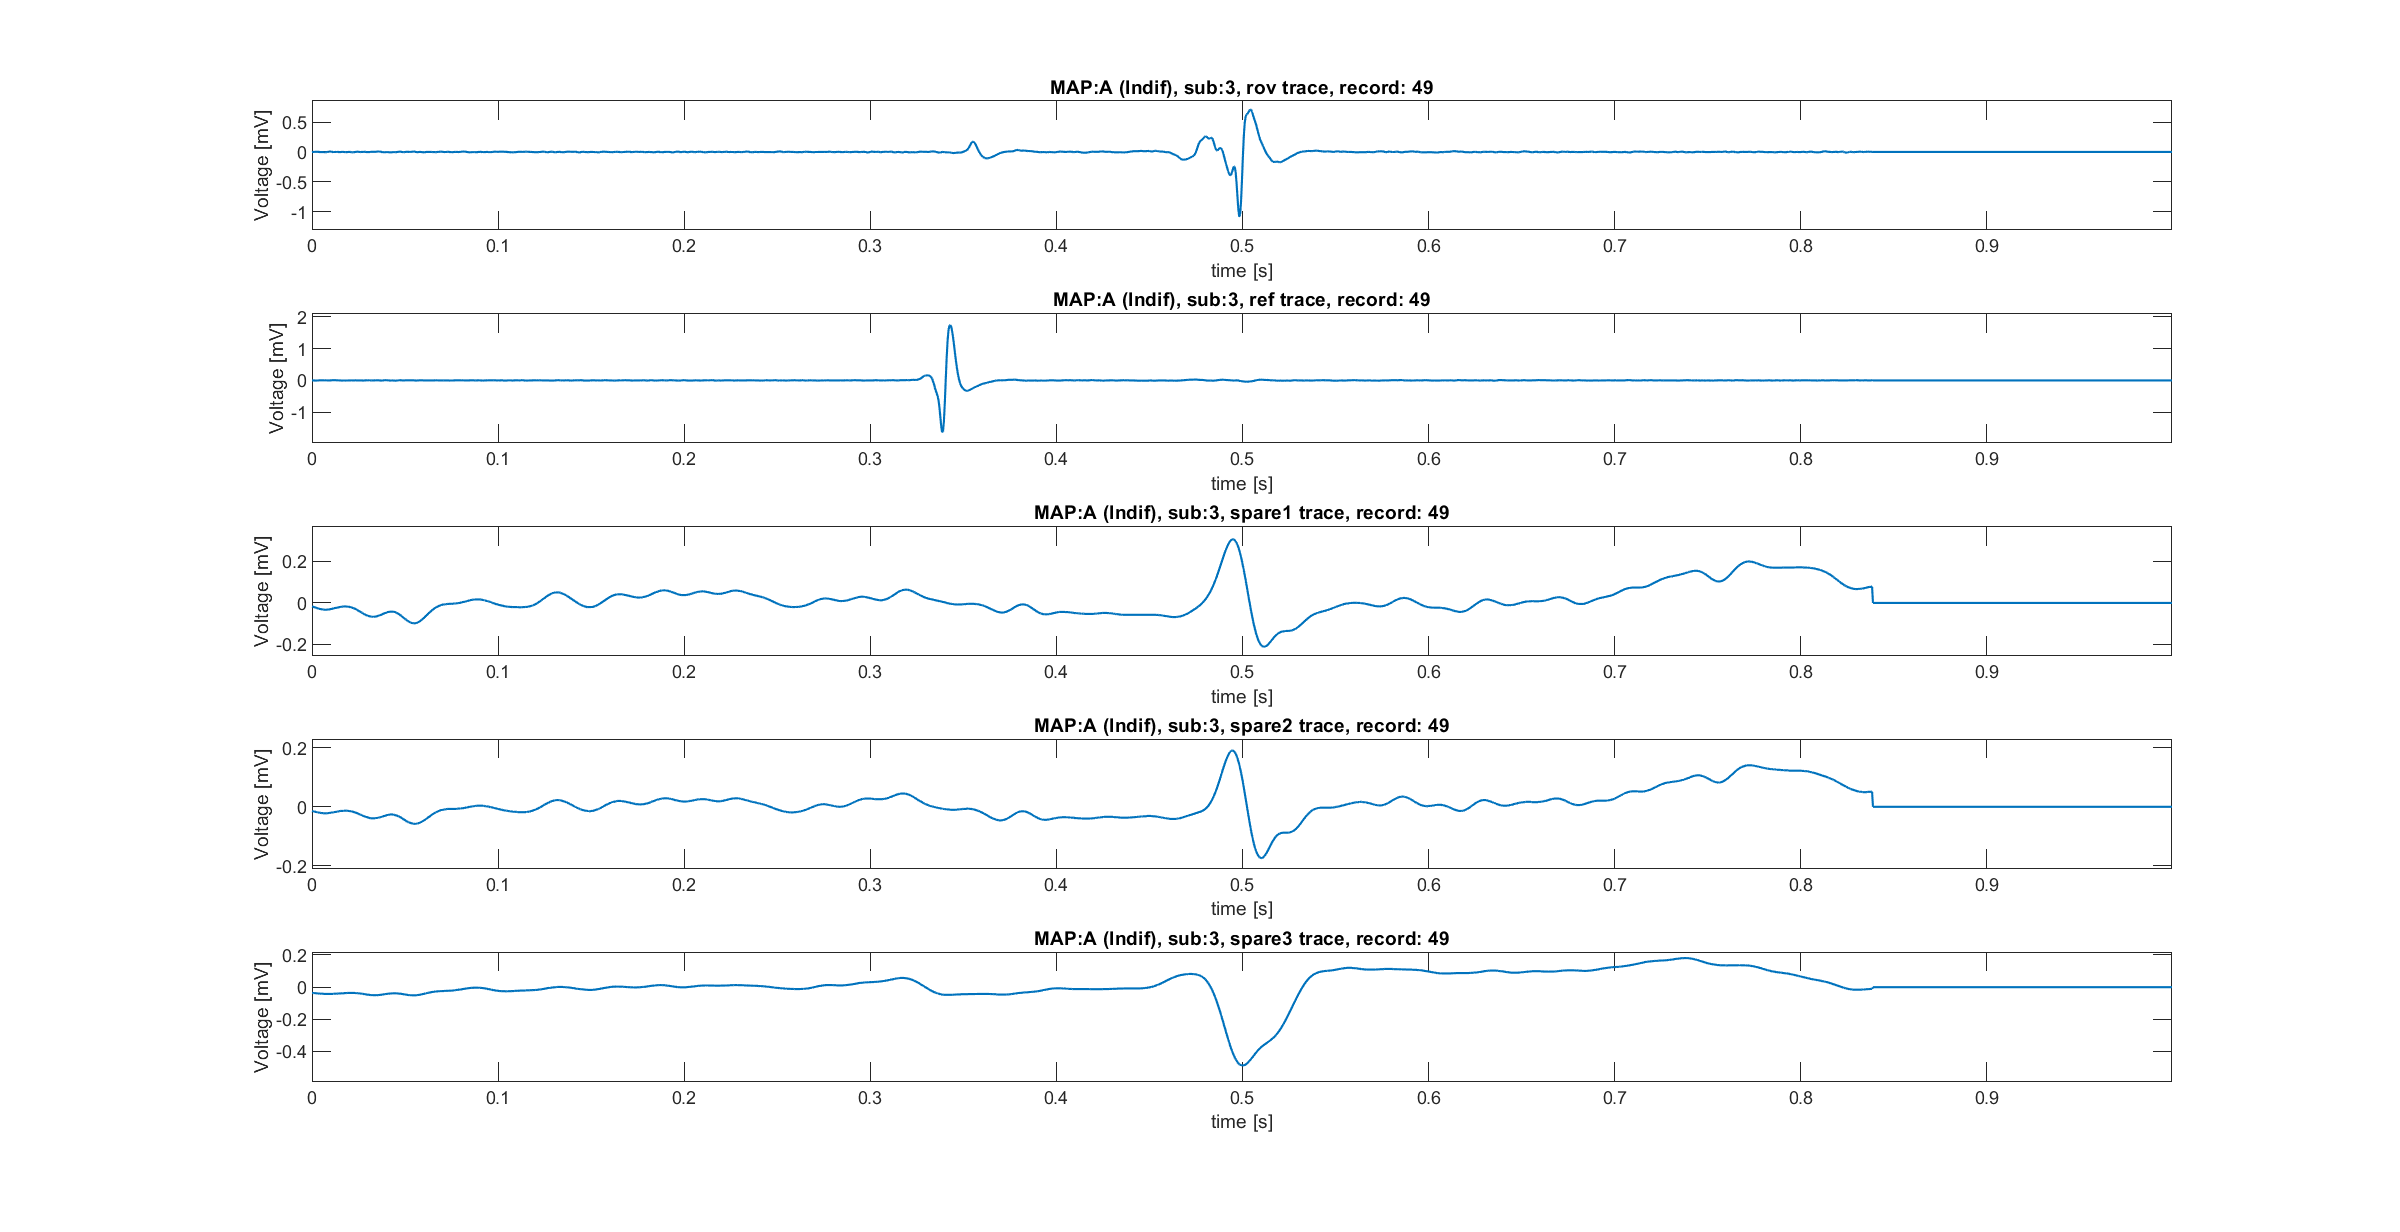 MAP:A (Indif), sub:3, rov trace, record: 49
Voltage [mV]
0.5
0
-0.5
-1
0 0.1 0.2 0.3 0.4 0.5 0.6 0.7 0.8 0.9
time [s]
MAP:A (Indif), sub:3, ref trace, record: 49
Voltage [mV]
2
1
0
-1
0 0.1 0.2 0.3 0.4 0.5 0.6 0.7 0.8 0.9
time [s]
MAP:A (Indif), sub:3, spare1 trace, record: 49
Voltage [mV]
0.2
0
-0.2
0 0.1 0.2 0.3 0.4 0.5 0.6 0.7 0.8 0.9
time [s]
MAP:A (Indif), sub:3, spare2 trace, record: 49
Voltage [mV]
0.2
0
-0.2
0 0.1 0.2 0.3 0.4 0.5 0.6 0.7 0.8 0.9
time [s]
MAP:A (Indif), sub:3, spare3 trace, record: 49
Voltage [mV]
0.2
0
-0.2
-0.4
0 0.1 0.2 0.3 0.4 0.5 0.6 0.7 0.8 0.9
time [s]